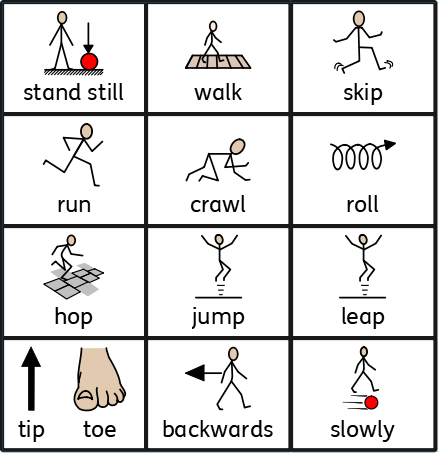 stand still
walk
skip
run
crawl
roll
hop
jump
leap
tip toe
backwards
slowly